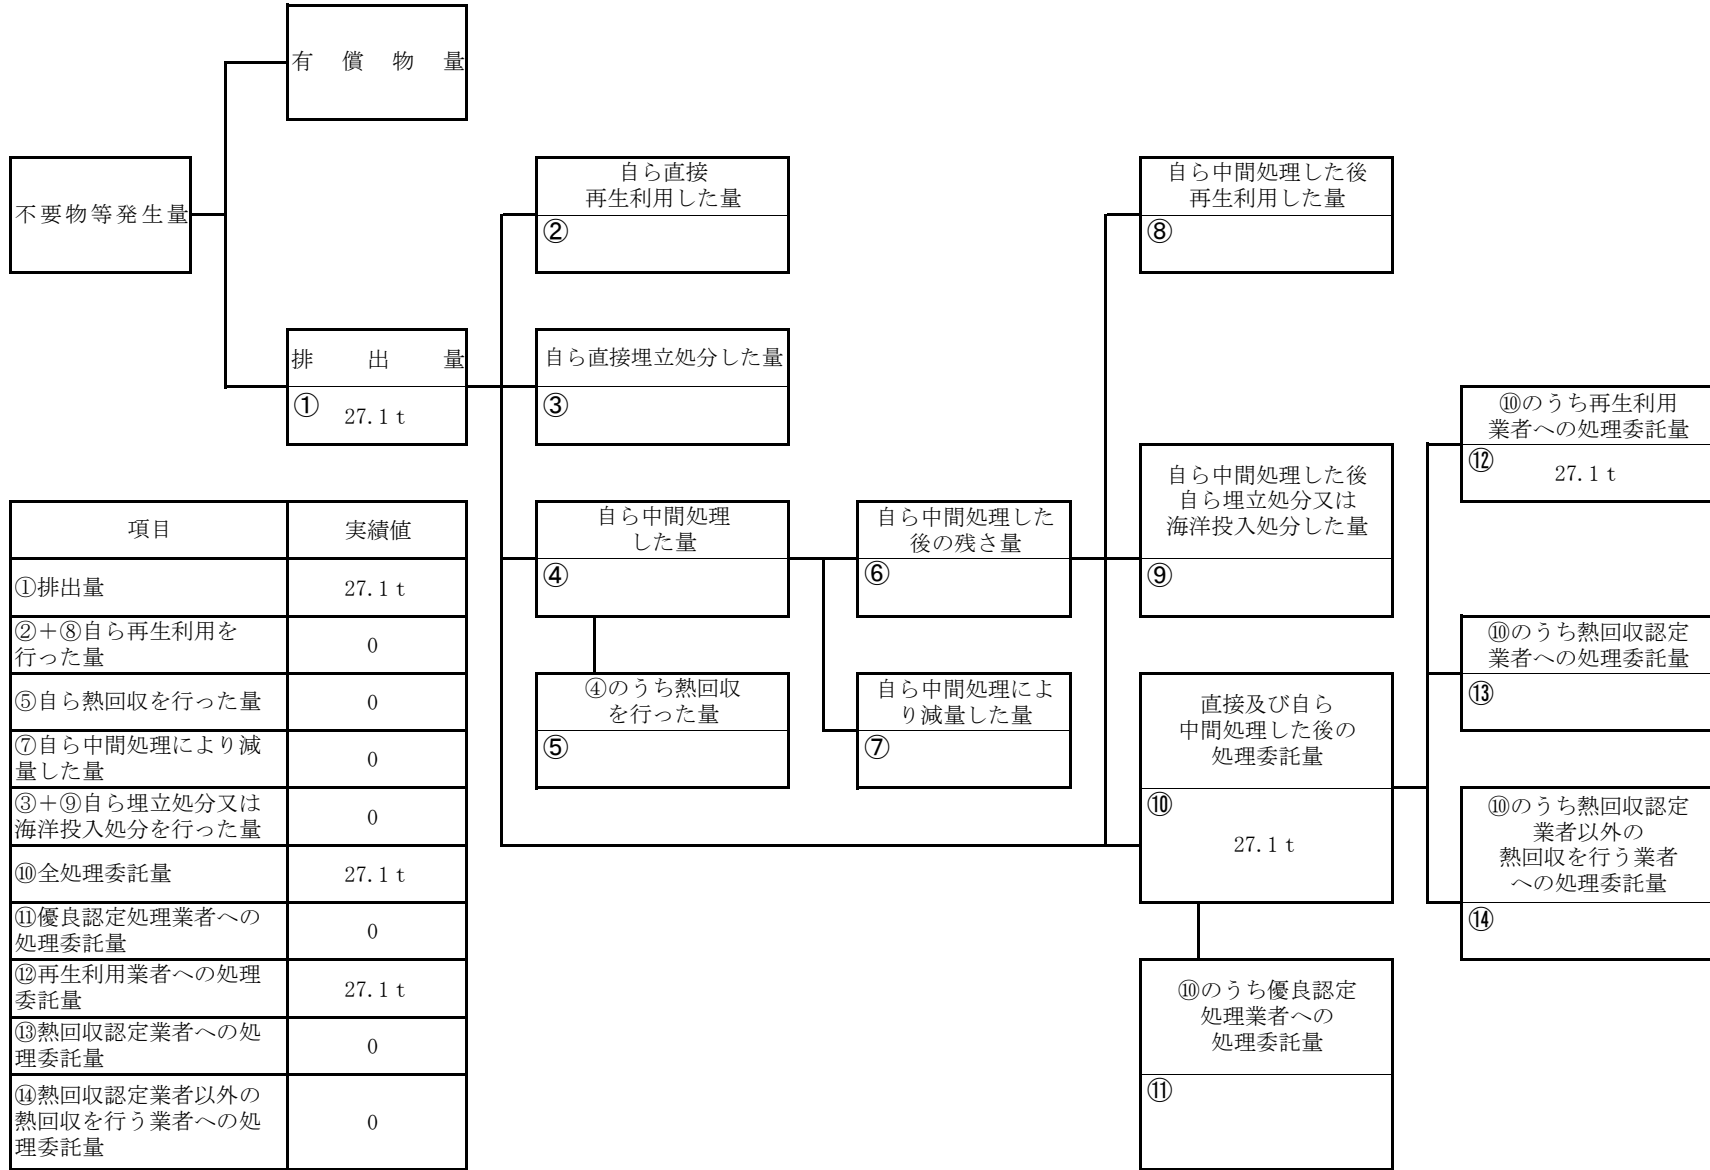 有償物量
不要物等発生量
自ら直接
再生利用した量
②
自ら中間処理した後
再生利用した量
⑧
排出量
① 27.1 t
自ら直接埋立処分した量
③
⑩のうち再生利用
業者への処理委託量
⑫ 27.1 t
自ら中間処理した後
自ら埋立処分又は
海洋投入処分した量
⑨
自ら中間処理
した量
④
自ら中間処理した
後の残さ量
⑥
⑩のうち熱回収認定
業者への処理委託量
⑬
④のうち熱回収
を行った量
⑤
自ら中間処理によ
り減量した量
⑦
直接及び自ら
中間処理した後の
処理委託量
⑩
27.1 t
⑩のうち熱回収認定
業者以外の
熱回収を行う業者
への処理委託量
⑭
⑩のうち優良認定
処理業者への
処理委託量
⑪
項目 実績値
①排出量 27.1 t
②＋⑧自ら再生利用を
行った量 0
⑤自ら熱回収を行った量 0
⑦自ら中間処理により減
量した量 0
③＋⑨自ら埋立処分又は
海洋投入処分を行った量 0
⑩全処理委託量 27.1 t
⑪優良認定処理業者への
処理委託量 0
⑫再生利用業者への処理
委託量 27.1 t
⑬熱回収認定業者への処
理委託量 0
⑭熱回収認定業者以外の
熱回収を行う業者への処
理委託量 0